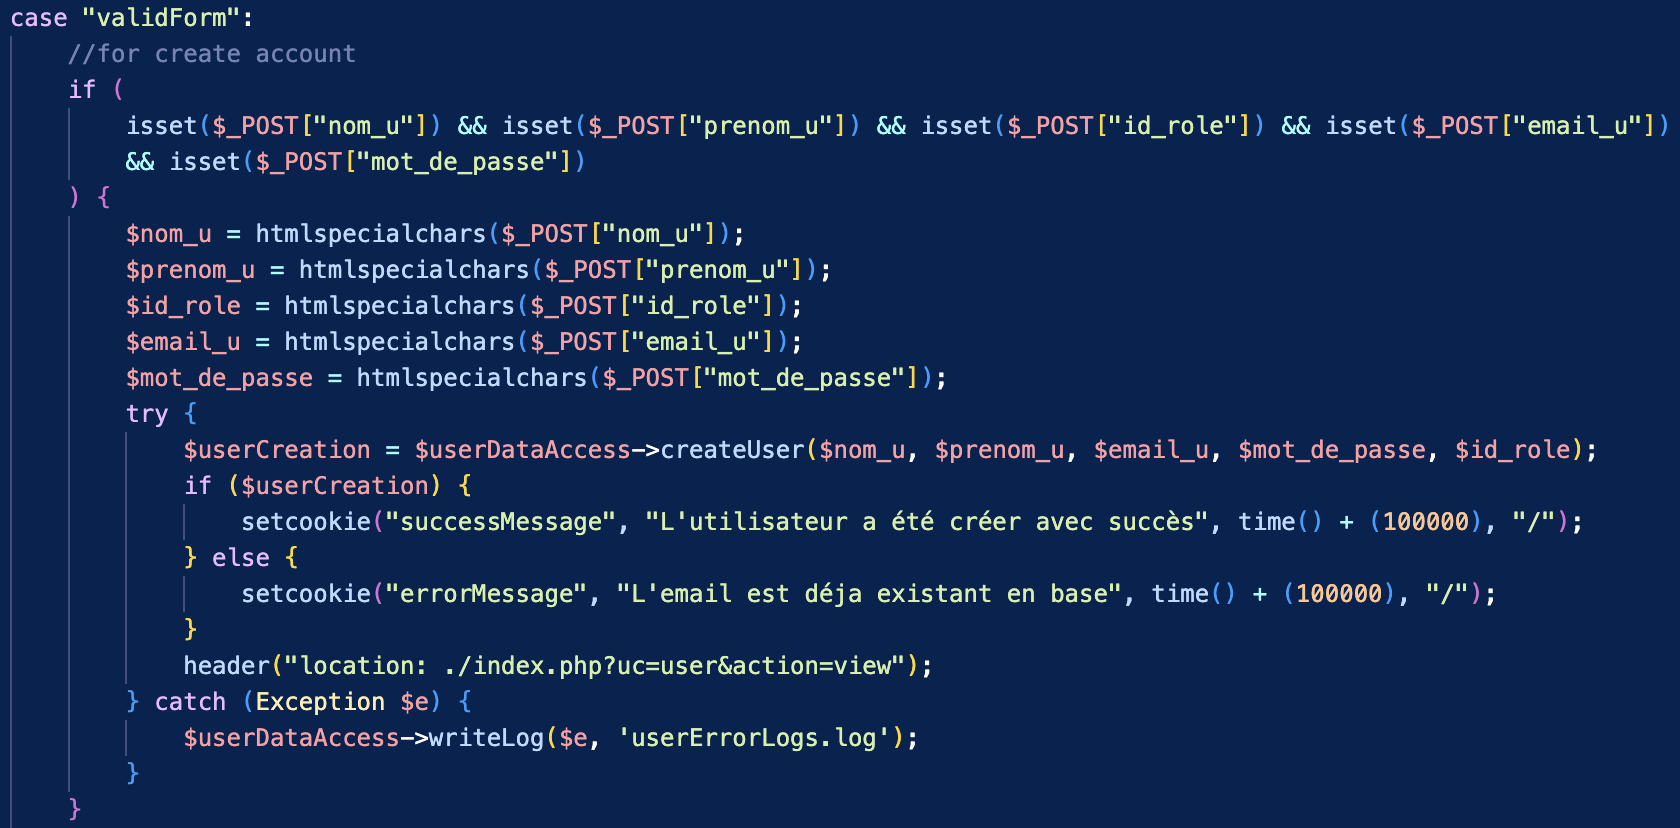 case "validForm":
//for create account
if (
isset($_POST["nom_u"]) && isset($_POST["prenom_u"]) && isset($_POST["id_role"]) && isset($_POST["email_u"])
&& isset($_POST["mot_de_passe"])
) {
$nom_u = htmlspecialchars($_POST["nom_u"]);
$prenom_u = htmlspecialchars($_POST["prenom_u"]);
$id_role = htmlspecialchars($_POST["id_role"]);
$email_u = htmlspecialchars($_POST["email_u"]);
$mot_de_passe = htmlspecialchars($_POST["mot_de_passe"]);
try {
$userCreation = $userDataAccess->createUser($nom_u, $prenom_u, $email_u, $mot_de_passe, $id_role);
if ($userCreation) {
setcookie("successMessage", "L'utilisateur a été créer avec succès", time() + (100000), "/");
} else {
setcookie("errorMessage", "L'email est déja existant en base", time() + (100000), "/");
}
header("location: ./index.php?uc=user&action=view");
} catch (Exception $e) {
$userDataAccess->writeLog($e, 'userErrorLogs.log');
}
}